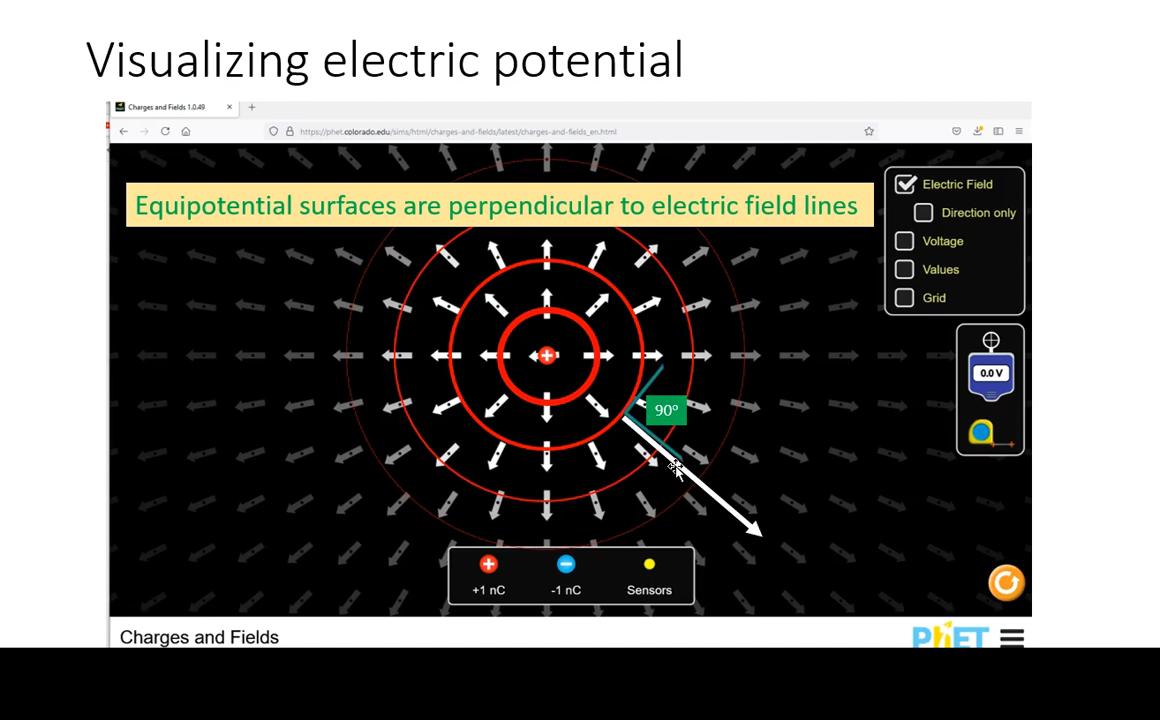 Visualizing electric potential
Charges and Fields 1.0.49
https://phet.colorado.edu/sims/html/charges-and-fields/latest/charges-and-fields_en.html
Equipotential surfaces are perpendicular to electric field lines
Electric Field
Direction only
Voltage
Values
Grid
0.0 V
90º
+1 nC
-1 nC
Sensors
Charges and Fields
PhET